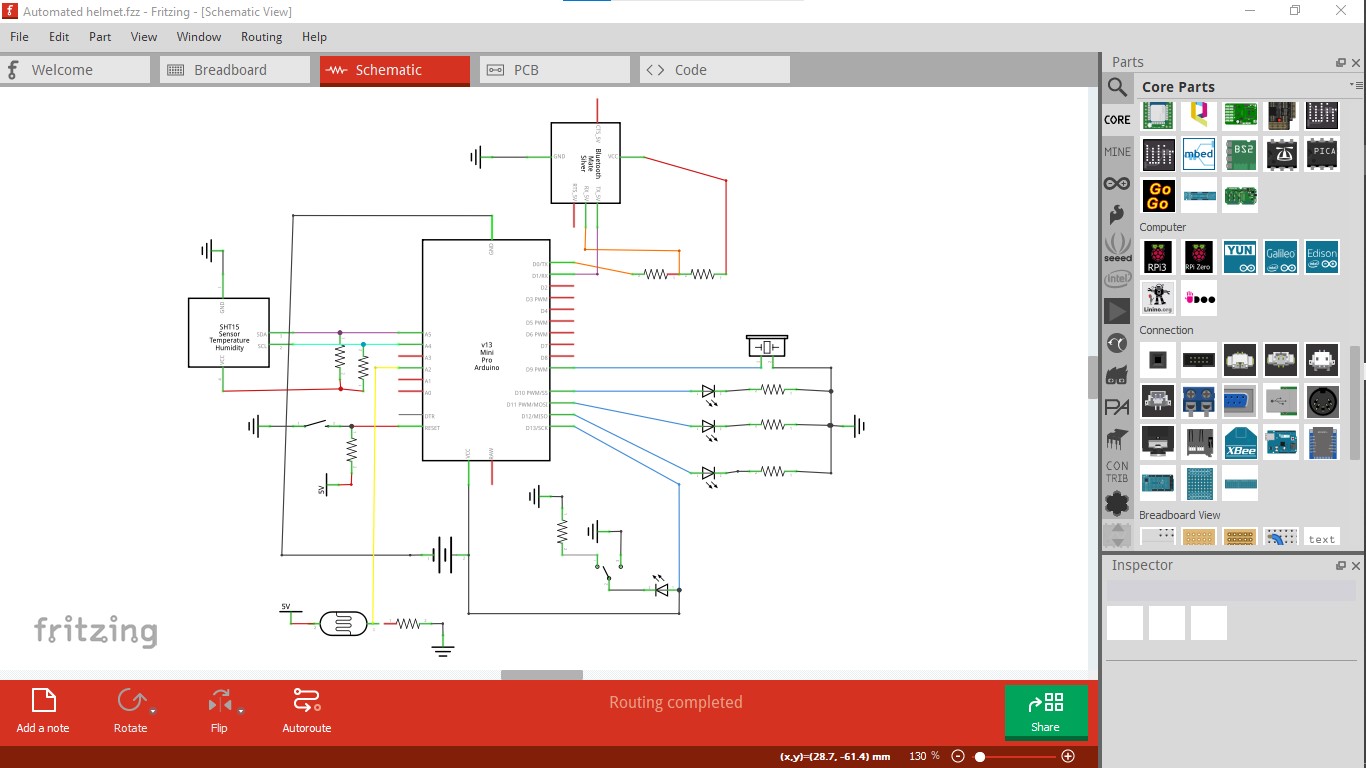 Automated helmet.fzz - Fritzing - [Schematic View]
File Edit Part View Window Routing Help
Welcome
Breadboard
Schematic
PCB
Code
Parts
Core Parts
CORE
MINE
seeed
intel
PA
CON
TRIB
mbed
BS2
PICA
Go
Go
Computer
RPi3
RPi Zero
YUN
Galileo
Edison
Linino.org
Connection
XBee
Breadboard View
text
Inspector
CTS_5V
GND
Bluetooth
Mate
Silver
VCC
RTS_5V
RX_5V
TX_5V
GND
SHT15
Sensor
Temperature
Humidity
SDA
SCL
VCC
GND
v13
Mini
Pro
Arduino
A5
A4
A3
A2
A1
A0
DTR
RESET
VCC
RAW
D0/TX
D1/RX
D2
D3 PWM
D4
D5 PWM
D6 PWM
D7
D8
D9 PWM
D10 PWM/SS
D11 PWM/MOSI
D12/MISO
D13/SCK
5V
5V
fritzing
Add a note
Rotate
Flip
Autoroute
Routing completed
Share
(x,y)=(28.7, -61.4) mm
130 %